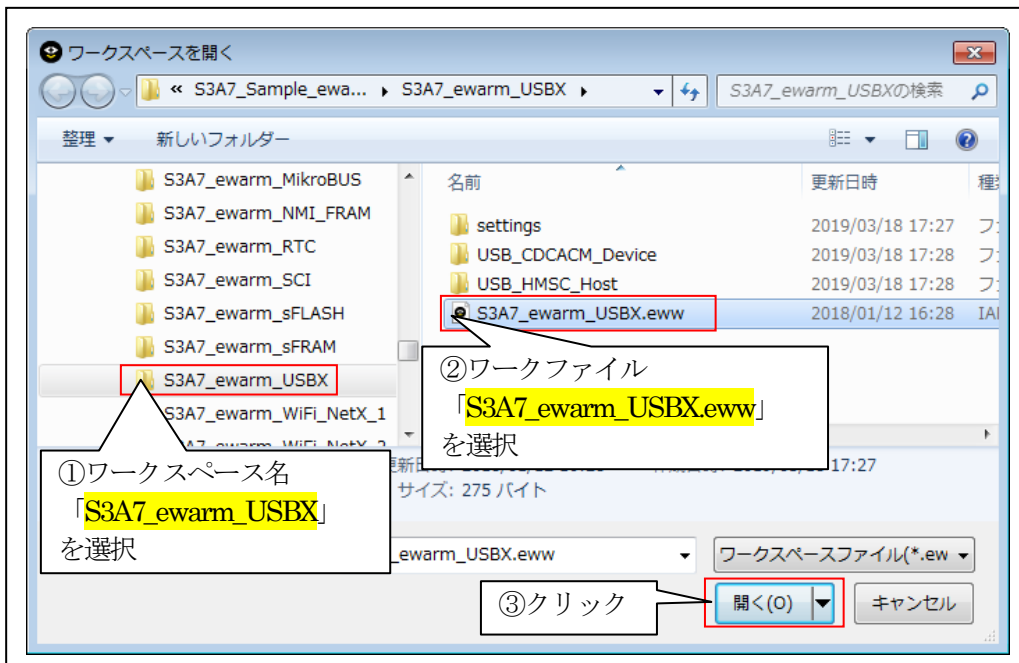 ワークスペースを開く
« S3A7_Sample_ewa... ▸ S3A7_ewarm_USBX ▸
S3A7_ewarm_USBXの検索
整理 ▼ 新しいフォルダー
S3A7_ewarm_MikroBUS
S3A7_ewarm_NMI_FRAM
S3A7_ewarm_RTC
S3A7_ewarm_SCI
S3A7_ewarm_sFLASH
S3A7_ewarm_sFRAM
S3A7_ewarm_USBX
S3A7_ewarm_WiFi_NetX_1
名前 更新日時
settings 2019/03/18 17:27
USB_CDCACM_Device 2019/03/18 17:28
USB_HMSC_Host 2019/03/18 17:28
S3A7_ewarm_USBX.eww 2018/01/12 16:28
②ワークファイル
「S3A7_ewarm_USBX.eww」
を選択
①ワークスペース名
「S3A7_ewarm_USBX」
を選択
17:27
サイズ: 275 バイト
_ewarm_USBX.eww
ワークスペースファイル(*.ew
③クリック
開く(O)
キャンセル